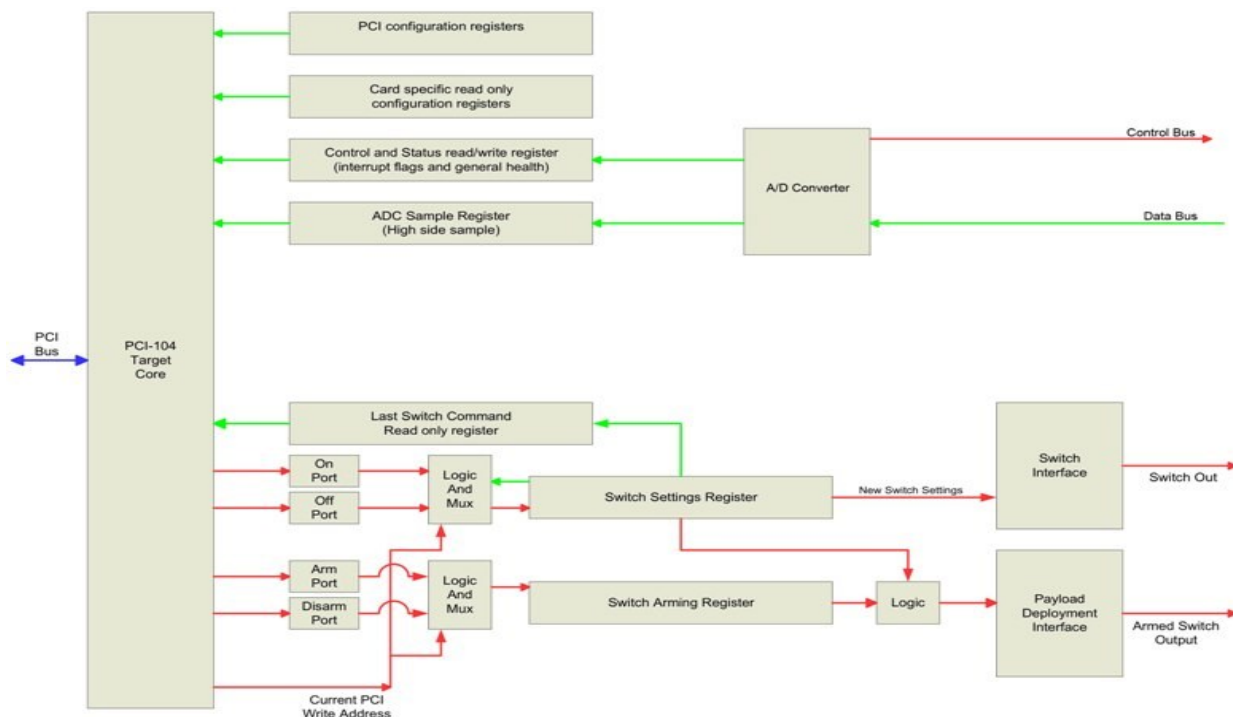 PCI configuration registers
Card specific read only
configuration registers
Control and Status read/write register
(interrupt flags and general health)
ADC Sample Register
(High side sample)
A/D Converter
Control Bus
Data Bus
PCI
Bus
PCI-104
Target
Core
Last Switch Command
Read only register
On
Port
Off
Port
Logic
And
Mux
Switch Settings Register
New Switch Settings
Switch
Interface
Switch Out
Arm
Port
Disarm
Port
Logic
And
Mux
Switch Arming Register
Logic
Payload
Deployment
Interface
Armed Switch
Output
Current PCI
Write Address